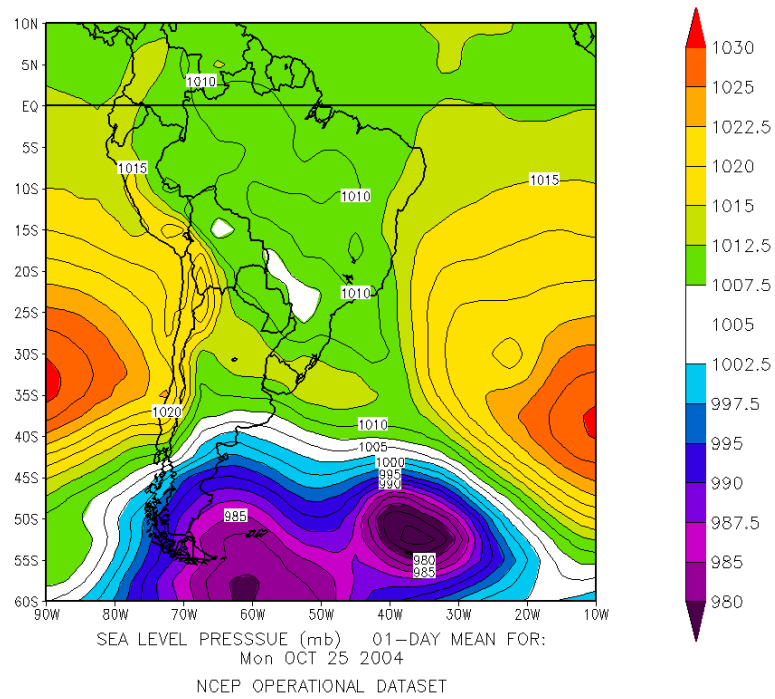 10N
5N
EQ
5S
10S
15S
20S
25S
30S
35S
40S
45S
50S
55S
60S
90W
80W
70W
60W
50W
40W
30W
20W
10W
1010
1015
1010
1015
1010
1020
1010
1005
1000
995
990
985
980
985
1030
1025
1022.5
1020
1015
1012.5
1007.5
1005
1002.5
997.5
995
990
987.5
985
980
SEA LEVEL PRESSSUE (mb) 01-DAY MEAN FOR:
Mon OCT 25 2004
NCEP OPERATIONAL DATASET